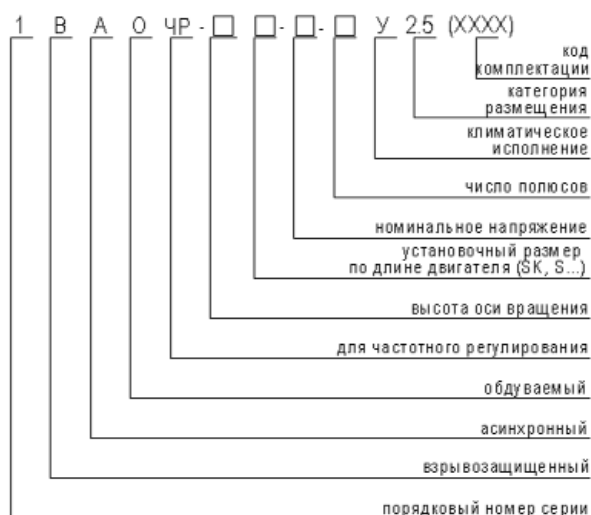 1 В А О ЧР - □ □ - □ - □ У 2.5 (XXXX)
код
комплектации
категория
размещения
климатическое
исполнение
число полюсов
номинальное напряжение
установочный размер
по длине двигателя (SK, S...)
высота оси вращения
для частотного регулирования
обдуваемый
асинхронный
взрывозащищенный
порядковый номер серии